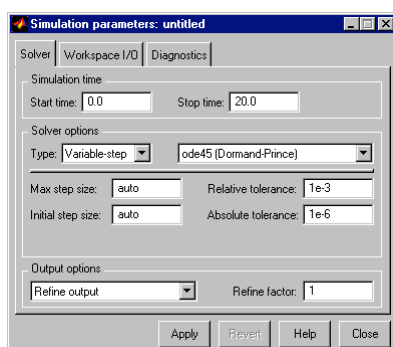 Simulation parameters: untitled
Solver Workspace I/O Diagnostics
Simulation time
Start time: 0.0 Stop time: 20.0
Solver options
Type: Variable-step ode45 (Dormand-Prince)
Max step size: auto Relative tolerance: 1e-3
Initial step size: auto Absolute tolerance: 1e-6
Output options
Refine output Refine factor: 1
Apply Revert Help Close